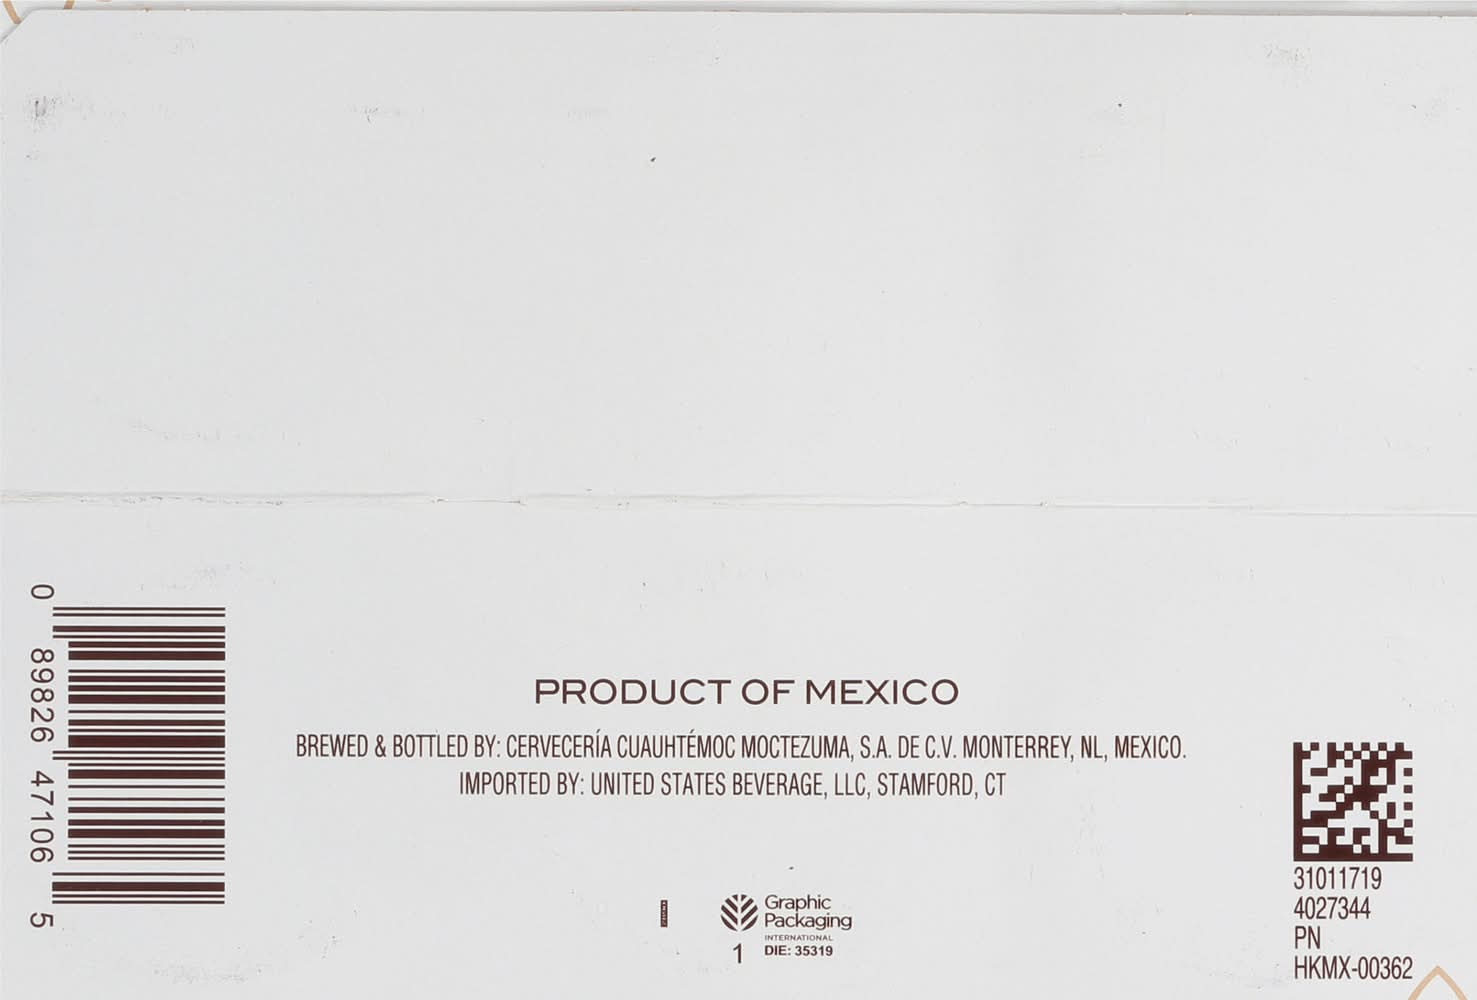 0 89826 47106 5
PRODUCT OF MEXICO
BREWED & BOTTLED BY: CERVECERÍA CUAUHTÉMOC MOCTEZUMA, S.A. DE C.V. MONTERREY, NL, MEXICO.
IMPORTED BY: UNITED STATES BEVERAGE, LLC, STAMFORD, CT
Graphic
Packaging
INTERNATIONAL
1 DIE: 35319
31011719
4027344
PN
HKMX-00362